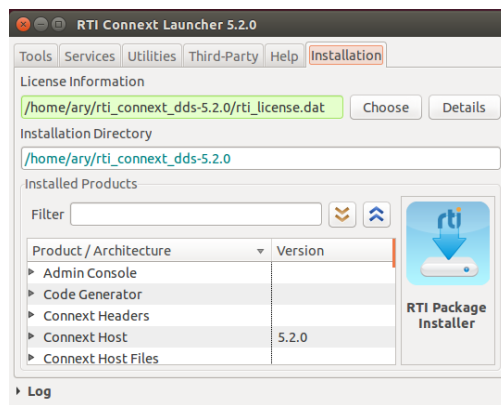 RTI Connext Launcher 5.2.0
Tools Services Utilities Third-Party Help Installation
License Information
/home/ary/rti_connext_dds-5.2.0/rti_license.dat Choose Details
Installation Directory
/home/ary/rti_connext_dds-5.2.0
Installed Products
Filter
rti
Product / Architecture Version
Admin Console
Code Generator
Connext Headers
Connext Host 5.2.0
Connext Host Files
RTI Package
Installer
Log